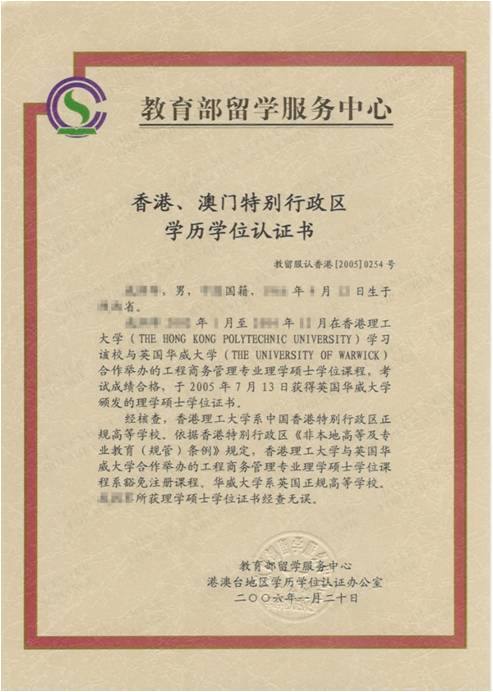 教育部留学服务中心
香港、澳门特别行政区
学历学位认证书
教留服认香港[2005]0254号
，男，国籍，年月日生于
省。
年1月至年月在香港理工
大学（THE HONG KONG POLYTECHNIC UNIVERSITY）学习
该校与英国华威大学（THE UNIVERSITY OF WARWICK）
合作举办的工程商务管理专业理学硕士学位课程，考
试成绩合格，于2005年7月13日获得英国华威大学
颁发的理学硕士学位证书。
经核查，香港理工大学系中国香港特别行政区正
规高等学校。依据香港特别行政区《非本地高等及专
业教育（规管）条例》规定，香港理工大学与英国华
威大学合作举办的工程商务管理专业理学硕士学位课
程系豁免注册课程。华威大学系英国正规高等学校。
所获理学硕士学位证书经查无误。
教育部留学服务中心
港澳台地区学历学位认证办公室
二〇〇六年一月二十日